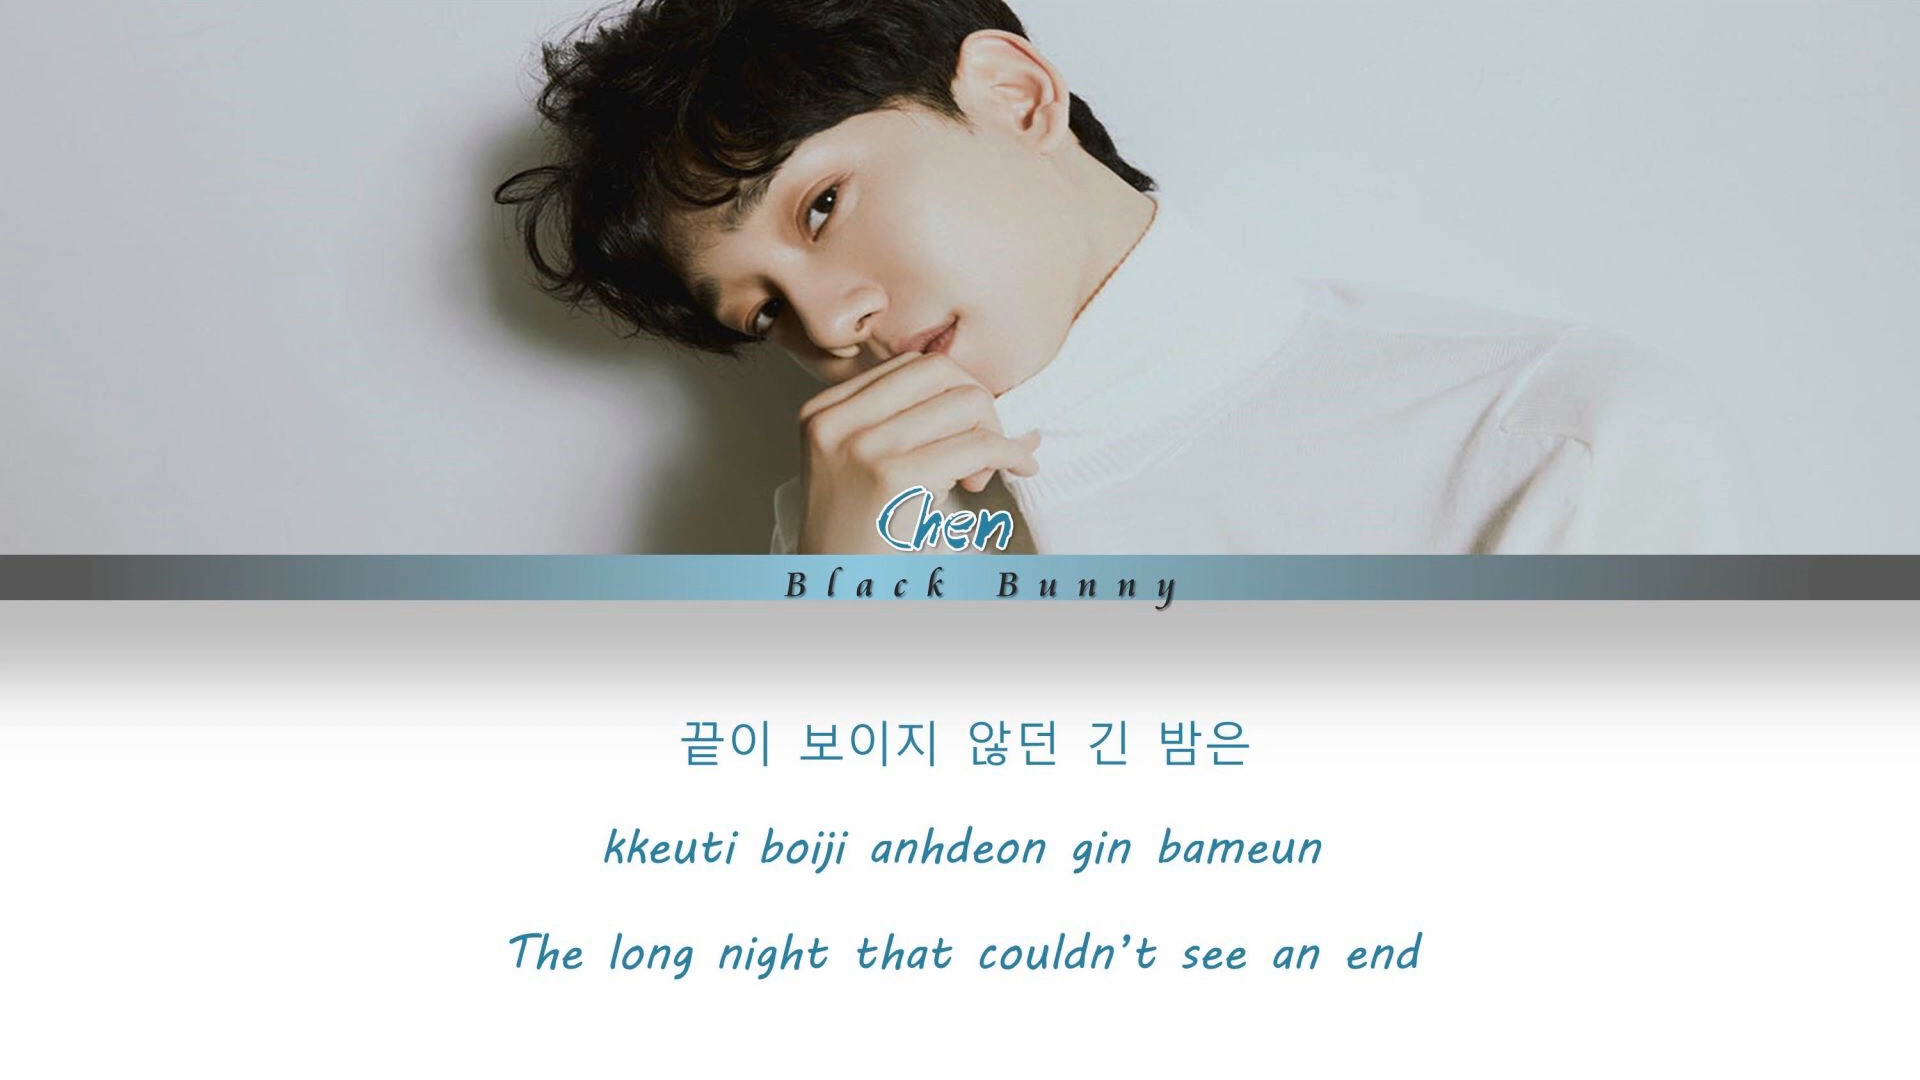 Chen
Black Bunny
끝이 보이지 않던 긴 밤은
kkeuti boiji anhdeon gin bameun
The long night that couldn't see an end